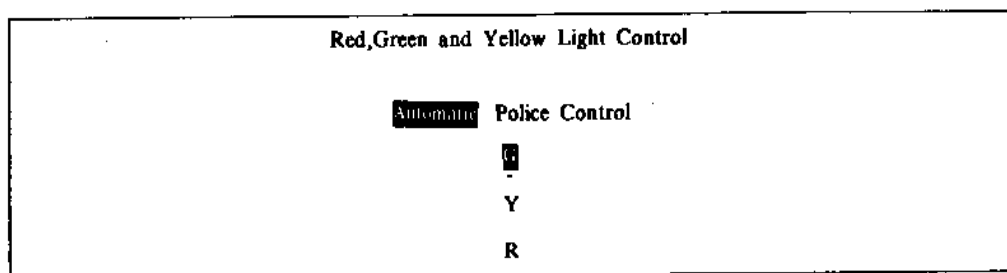 Red,Green and Yellow Light Control
Automatic Police Control
G
Y
R